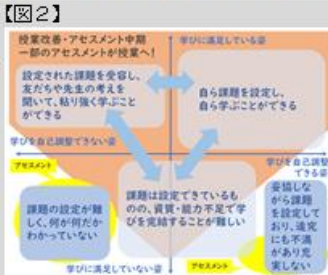 【図2】
授業改善・アセスメント中期
一部のアセスメントが授業へ！
学びに満足している姿
設定された課題を受容し、
友だちや先生の考えを
聞いて、粘り強く学ぶこと
ができる
自ら課題を設定し、
自ら学ぶことができる
学びを自己調整できない姿
学びを自己調整
できる姿
アセスメント
課題の設定が難
しく、何が何だか
わかっていない
課題は設定できているも
のの、資質・能力不足で学
びを完結することが難しい
妥協しな
がら課題
を設定して
おり、追究
にも不満
があり充
実しない
学びに満足していない姿
アセスメント